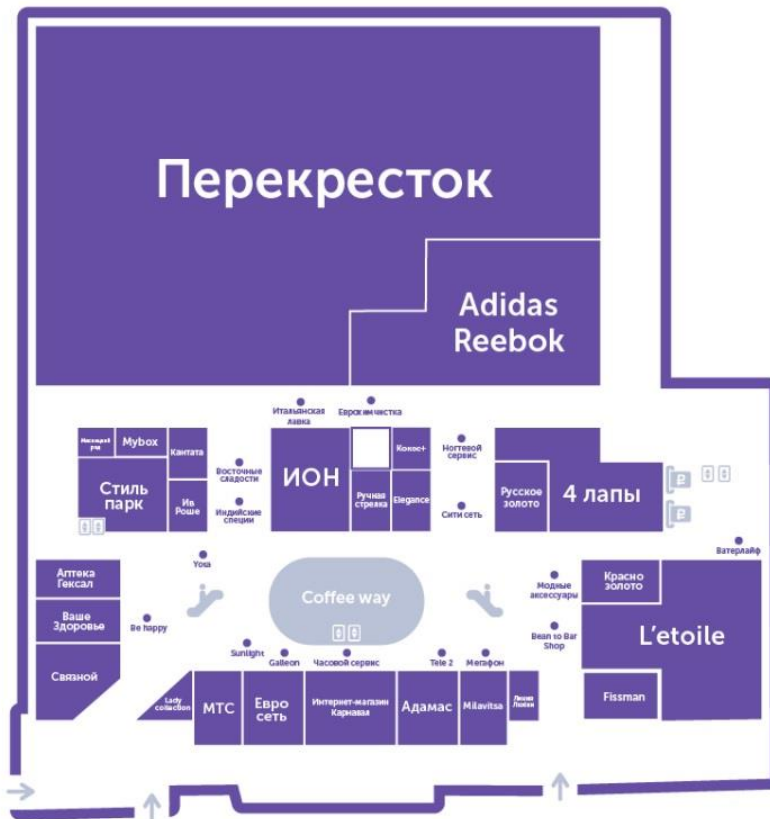 Перекресток
Adidas
Reebok
Итальянская
лавка
Еврохимчистка
Mybox
Кантата
Стиль
парк
Ив
Роше
Восточные
сладости
Индийские
специи
ИОН
Кокос+
Ручная
стрелка
Elegance
Ногтевой
сервис
Сити сеть
Русское
золото
4 лапы
Ватерлайф
Аптека
Гексал
Ваше
Здоровье
Связной
Yota
Be happy
Coffee way
Модные
аксессуары
Bean to Bar
Shop
Красно
золото
L'etoile
Fissman
Sunlight
Galleon
Часовой сервис
Tele 2
Мегафон
Lady
collection
МТС
Евро
сеть
Интернет-магазин
Карнавал
Адамас
Milavitsa